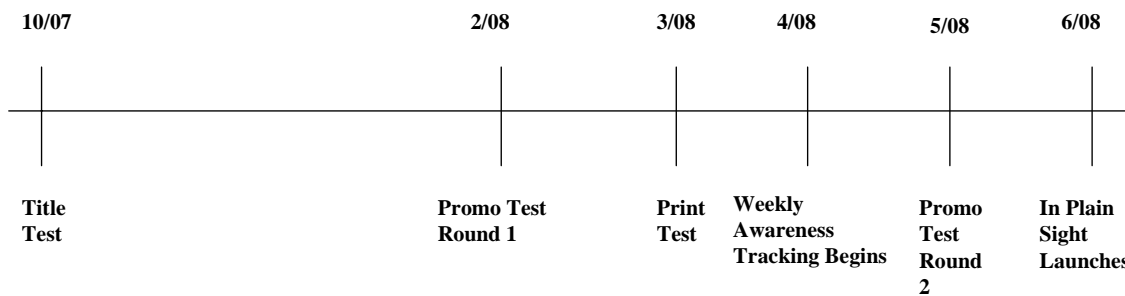 10/07
2/08
3/08
4/08
5/08
6/08
Title
Test
Promo Test
Round 1
Print
Test
Weekly
Awareness
Tracking Begins
Promo
Test
Round
2
In Plain
Sight
Launches